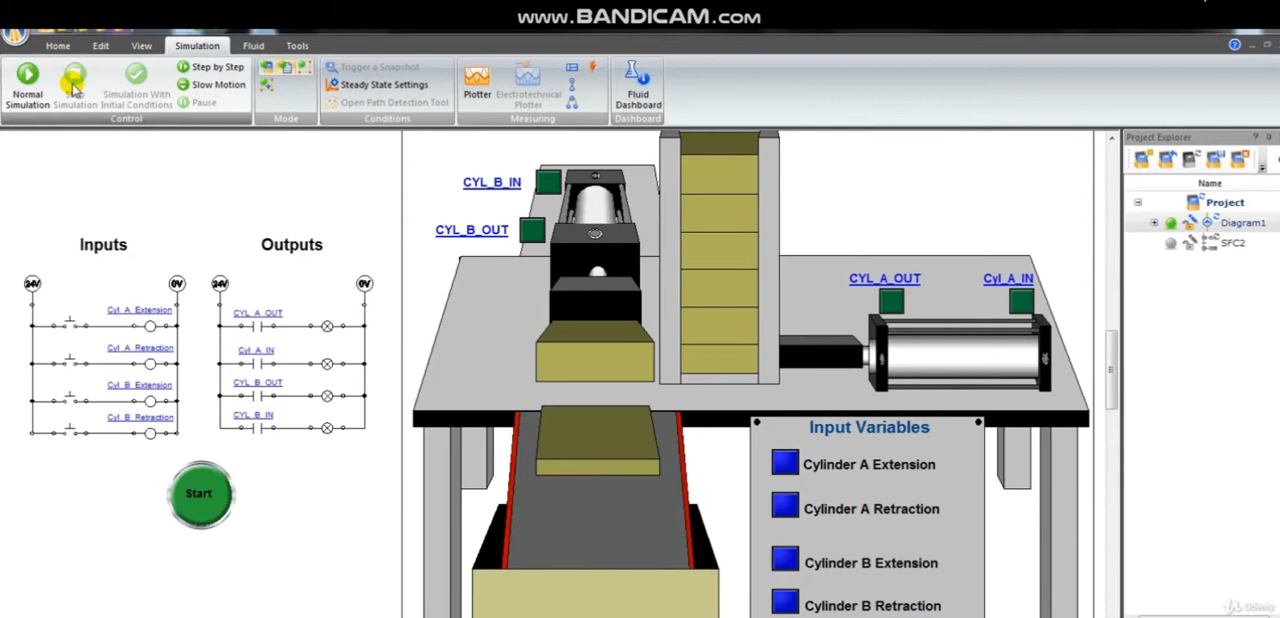 www.BANDICAM.com
Home Edit View Simulation Fluid Tools
Normal Simulation
Stop Simulation
Simulation With Initial Conditions
Step by Step
Slow Motion
Pause
Control
Mode
Trigger a Snapshot
Steady State Settings
Open Path Detection Tool
Conditions
Plotter
Electrotechnical Plotter
Measuring
Fluid Dashboard
Dashboard
Project Explorer
Name
Project
Diagram1
SFC2
Inputs
24V
0V
Cyl_A_Extension
Cyl_A_Retraction
Cyl_B_Extension
Cyl_B_Retraction
Outputs
24V
0V
CYL_A_OUT
Cyl_A_IN
CYL_B_OUT
CYL_B_IN
Start
CYL_B_IN
CYL_B_OUT
CYL_A_OUT
Cyl_A_IN
Input Variables
Cylinder A Extension
Cylinder A Retraction
Cylinder B Extension
Cylinder B Retraction
Udemy